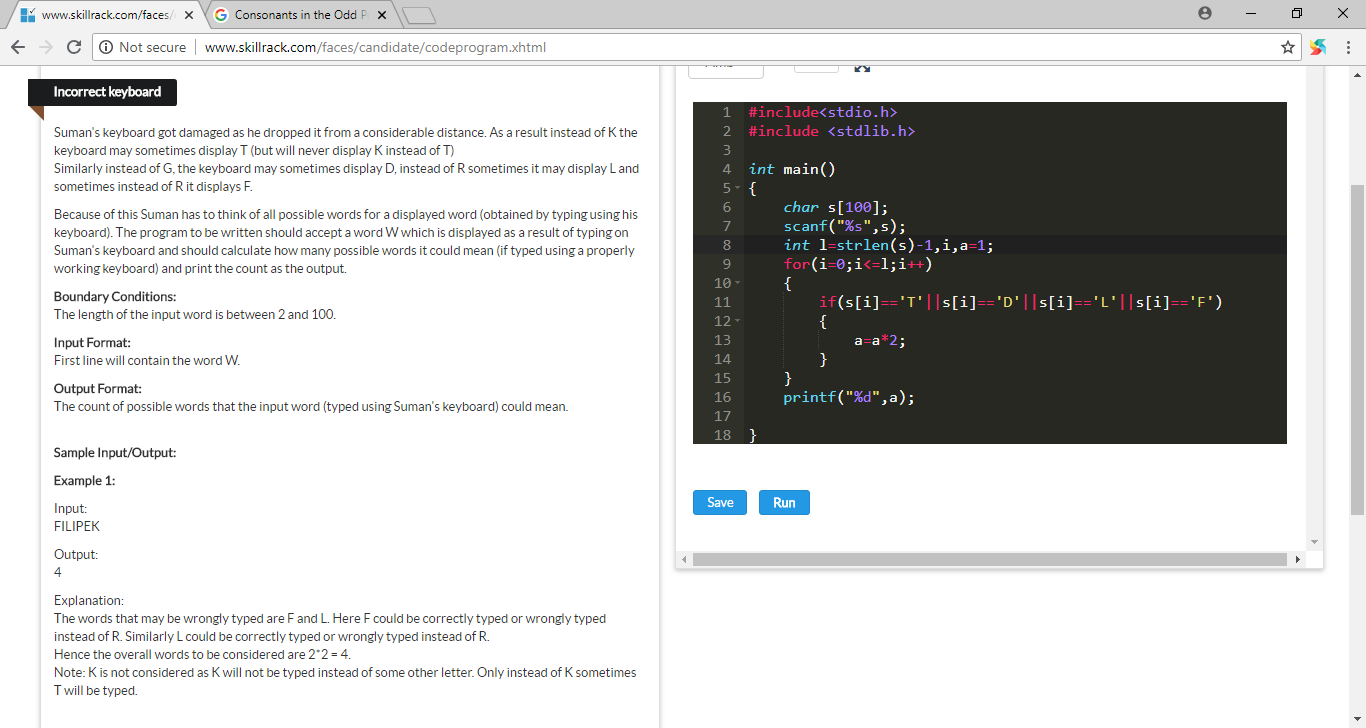 www.skillrack.com/faces/
Consonants in the Odd P
Not secure | www.skillrack.com/faces/candidate/codeprogram.xhtml
Incorrect keyboard
Suman's keyboard got damaged as he dropped it from a considerable distance. As a result instead of K the
keyboard may sometimes display T (but will never display K instead of T)
Similarly instead of G, the keyboard may sometimes display D, instead of R sometimes it may display L and
sometimes instead of R it displays F.
Because of this Suman has to think of all possible words for a displayed word (obtained by typing using his
keyboard). The program to be written should accept a word W which is displayed as a result of typing on
Suman's keyboard and should calculate how many possible words it could mean (if typed using a properly
working keyboard) and print the count as the output.
Boundary Conditions:
The length of the input word is between 2 and 100.
Input Format:
First line will contain the word W.
Output Format:
The count of possible words that the input word (typed using Suman's keyboard) could mean.
Sample Input/Output:
Example 1:
Input:
FILIPEK
Output:
4
Explanation:
The words that may be wrongly typed are F and L. Here F could be correctly typed or wrongly typed
instead of R. Similarly L could be correctly typed or wrongly typed instead of R.
Hence the overall words to be considered are 2*2 = 4.
Note: K is not considered as K will not be typed instead of some other letter. Only instead of K sometimes
T will be typed.
1 #include<stdio.h>
2 #include <stdlib.h>
3
4 int main()
5 {
6 char s[100];
7 scanf("%s",s);
8 int l=strlen(s)-1,i,a=1;
9 for(i=0;i<=l;i++)
10 {
11 if(s[i]=='T'||s[i]=='D'||s[i]=='L'||s[i]=='F')
12 {
13 a=a*2;
14 }
15 }
16 printf("%d",a);
17
18 }
Save Run